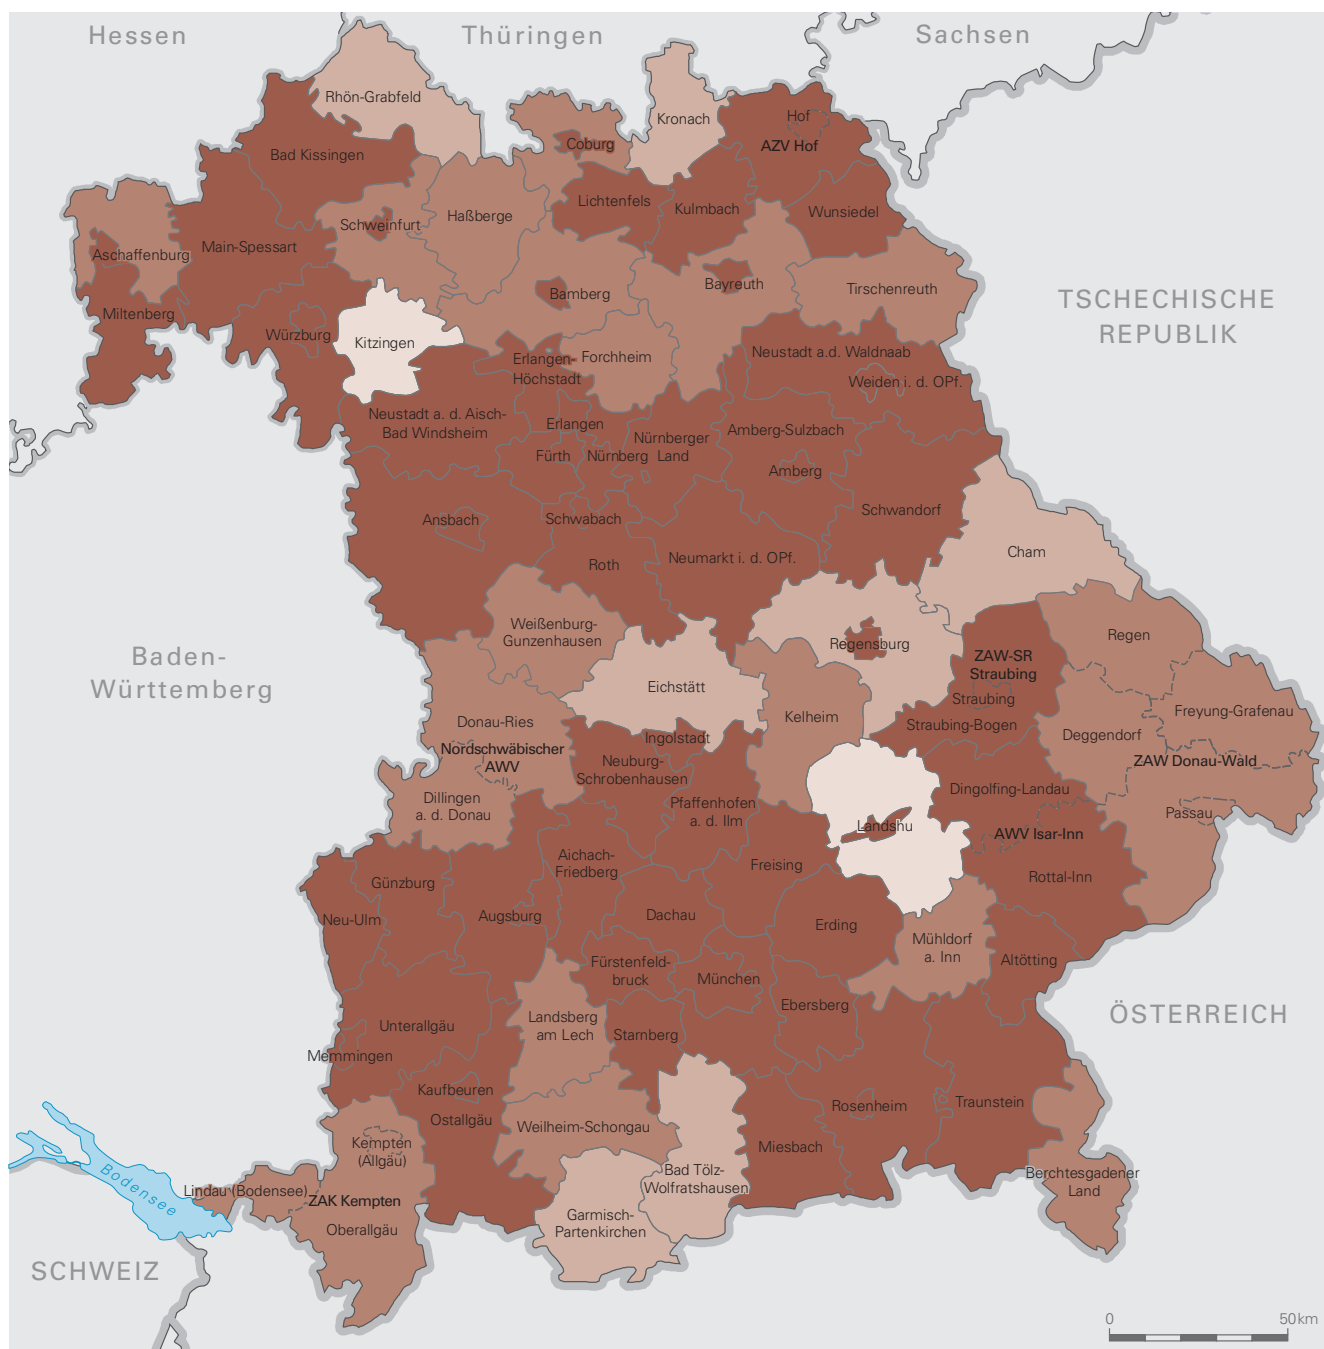 Hessen
Thüringen
Sachsen
Rhön-Grabfeld
Kronach
Hof
AZV Hof
Coburg
Bad Kissingen
Lichtenfels
Kulmbach
Wunsiedel
Schweinfurt
Haßberge
Main-Spessart
Aschaffenburg
Bayreuth
Tirschenreuth
Bamberg
Miltenberg
Würzburg
Kitzingen
TSCHECHISCHE
REPUBLIK
Erlangen-
Höchstadt
Forchheim
Neustadt a.d. Waldnaab
Weiden i. d. OPf.
Neustadt a. d. Aisch-
Bad Windsheim
Erlangen
Nürnberger
Land
Amberg-Sulzbach
Fürth
Nürnberg
Amberg
Ansbach
Schwabach
Schwandorf
Roth
Neumarkt i. d. OPf.
Cham
Weißenburg-
Gunzenhausen
Regensburg
Regen
ZAW-SR
Straubing
Baden-
Württemberg
Eichstätt
Straubing
Kelheim
Straubing-Bogen
Freyung-Grafenau
Donau-Ries
Nordschwäbischer
AWV
Ingolstadt
Neuburg-
Schrobenhausen
Deggendorf
ZAW Donau-Wald
Dillingen
a. d. Donau
Pfaffenhofen
a. d. Ilm
Dingolfing-Landau
Passau
Landshu
AWV Isar-Inn
Aichach-
Friedberg
Freising
Rottal-Inn
Günzburg
Neu-Ulm
Augsburg
Dachau
Erding
Mühldorf
a. Inn
Altötting
Fürstenfeld-
bruck
München
Ebersberg
Landsberg
am Lech
Starnberg
Unterallgäu
Memmingen
ÖSTERREICH
Kaufbeuren
Ostallgäu
Rosenheim
Traunstein
Weilheim-Schongau
Miesbach
Kempten
(Allgäu)
Bad Tölz-
Wolfratshausen
Berchtesgadener
Land
Bodensee
Lindau (Bodensee)
ZAK Kempten
Oberallgäu
Garmisch-
Partenkirchen
SCHWEIZ
0
50km